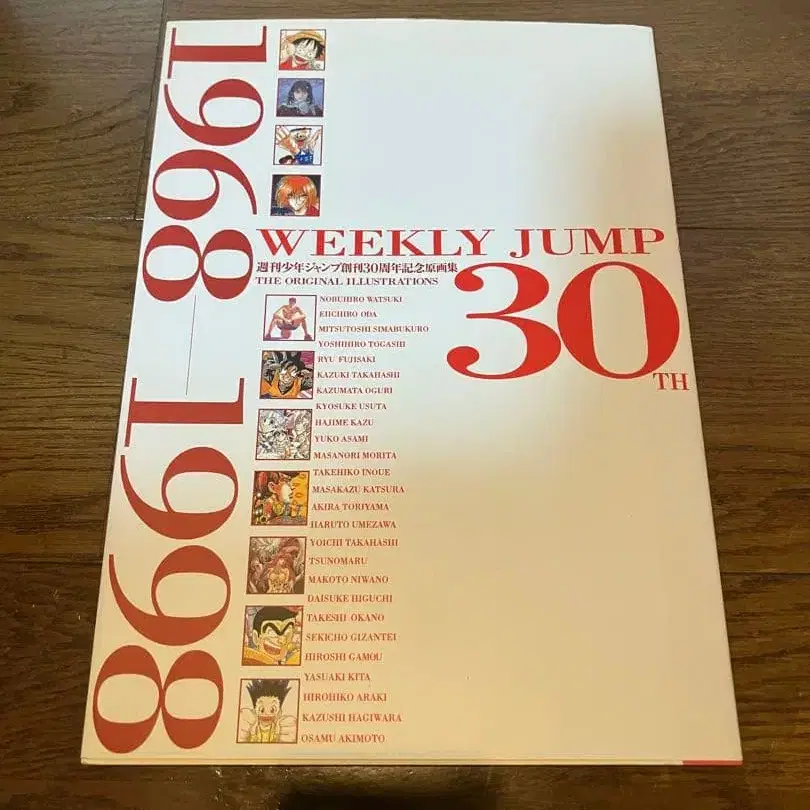 1968—1998
WEEKLY JUMP
週刊少年ジャンプ創刊30周年記念原画集
THE ORIGINAL ILLUSTRATIONS
30TH
NOBUHIRO WATSUKI
EIICHIRO ODA
MITSUTOSHI SIMABUKURO
YOSHIHIRO TOGASHI
RYU FUJISAKI
KAZUKI TAKAHASHI
KAZUMATA OGURI
KYOSUKE USUTA
HAJIME KAZU
YUKO ASAMI
MASANORI MORITA
TAKEHIKO INOUE
MASAKAZU KATSURA
AKIRA TORIYAMA
HARUTO UMEZAWA
YOICHI TAKAHASHI
TSUNOMARU
MAKOTO NIWANO
DAISUKE HIGUCHI
TAKESHI OKANO
SEKICHO GIZANTEI
HIROSHI GAMOU
YASUAKI KITA
HIROHIKO ARAKI
KAZUSHI HAGIWARA
OSAMU AKIMOTO